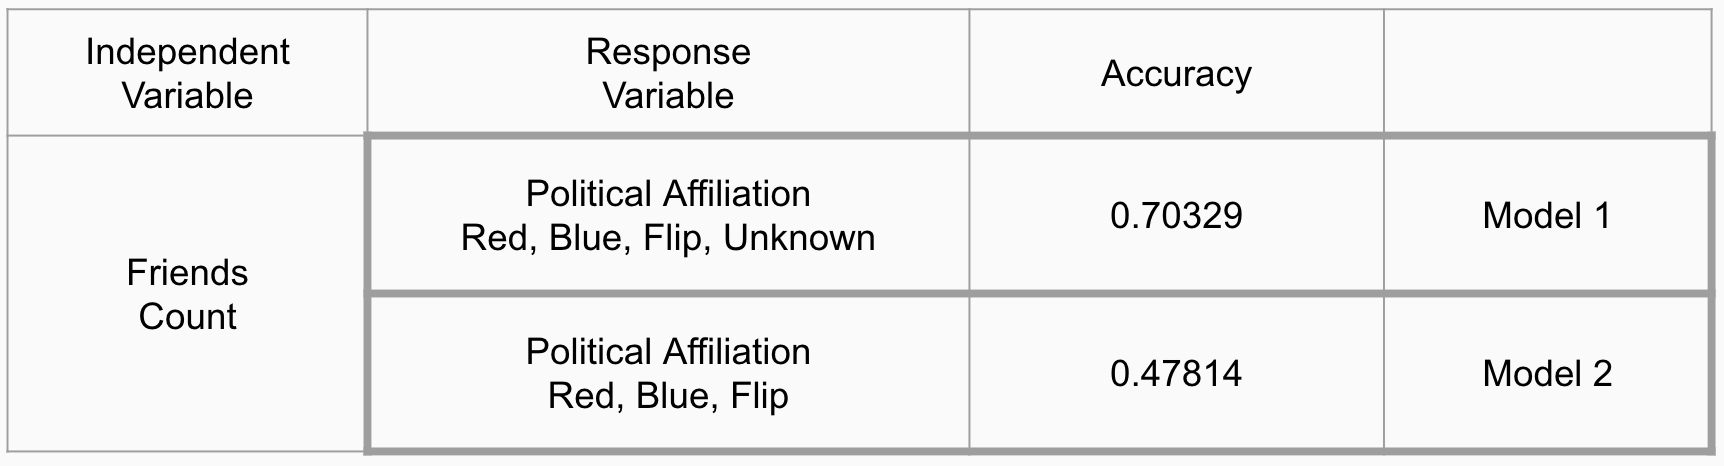 Independent
Variable
Response
Variable
Accuracy
Friends
Count
Political Affiliation
Red, Blue, Flip, Unknown
0.70329
Model 1
Political Affiliation
Red, Blue, Flip
0.47814
Model 2